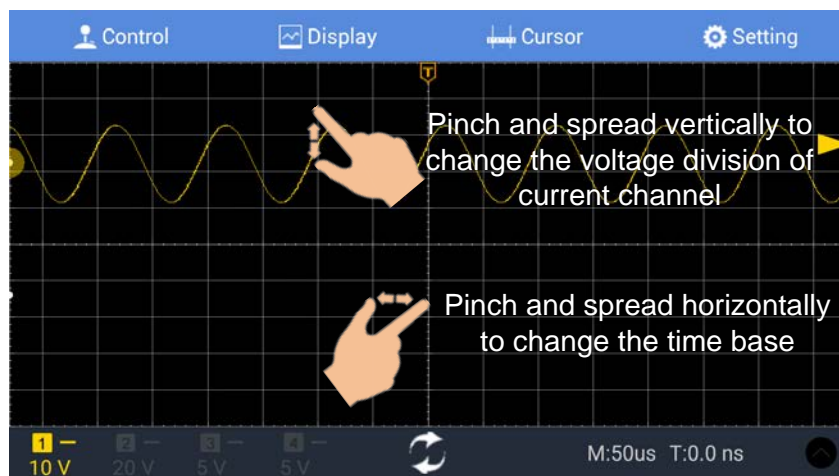 Control Display Cursor Setting
T
Pinch and spread vertically to
change the voltage division of
current channel
Pinch and spread horizontally
to change the time base
1 2 3 4
10 V 20 V 5 V 5 V
M:50us T:0.0 ns